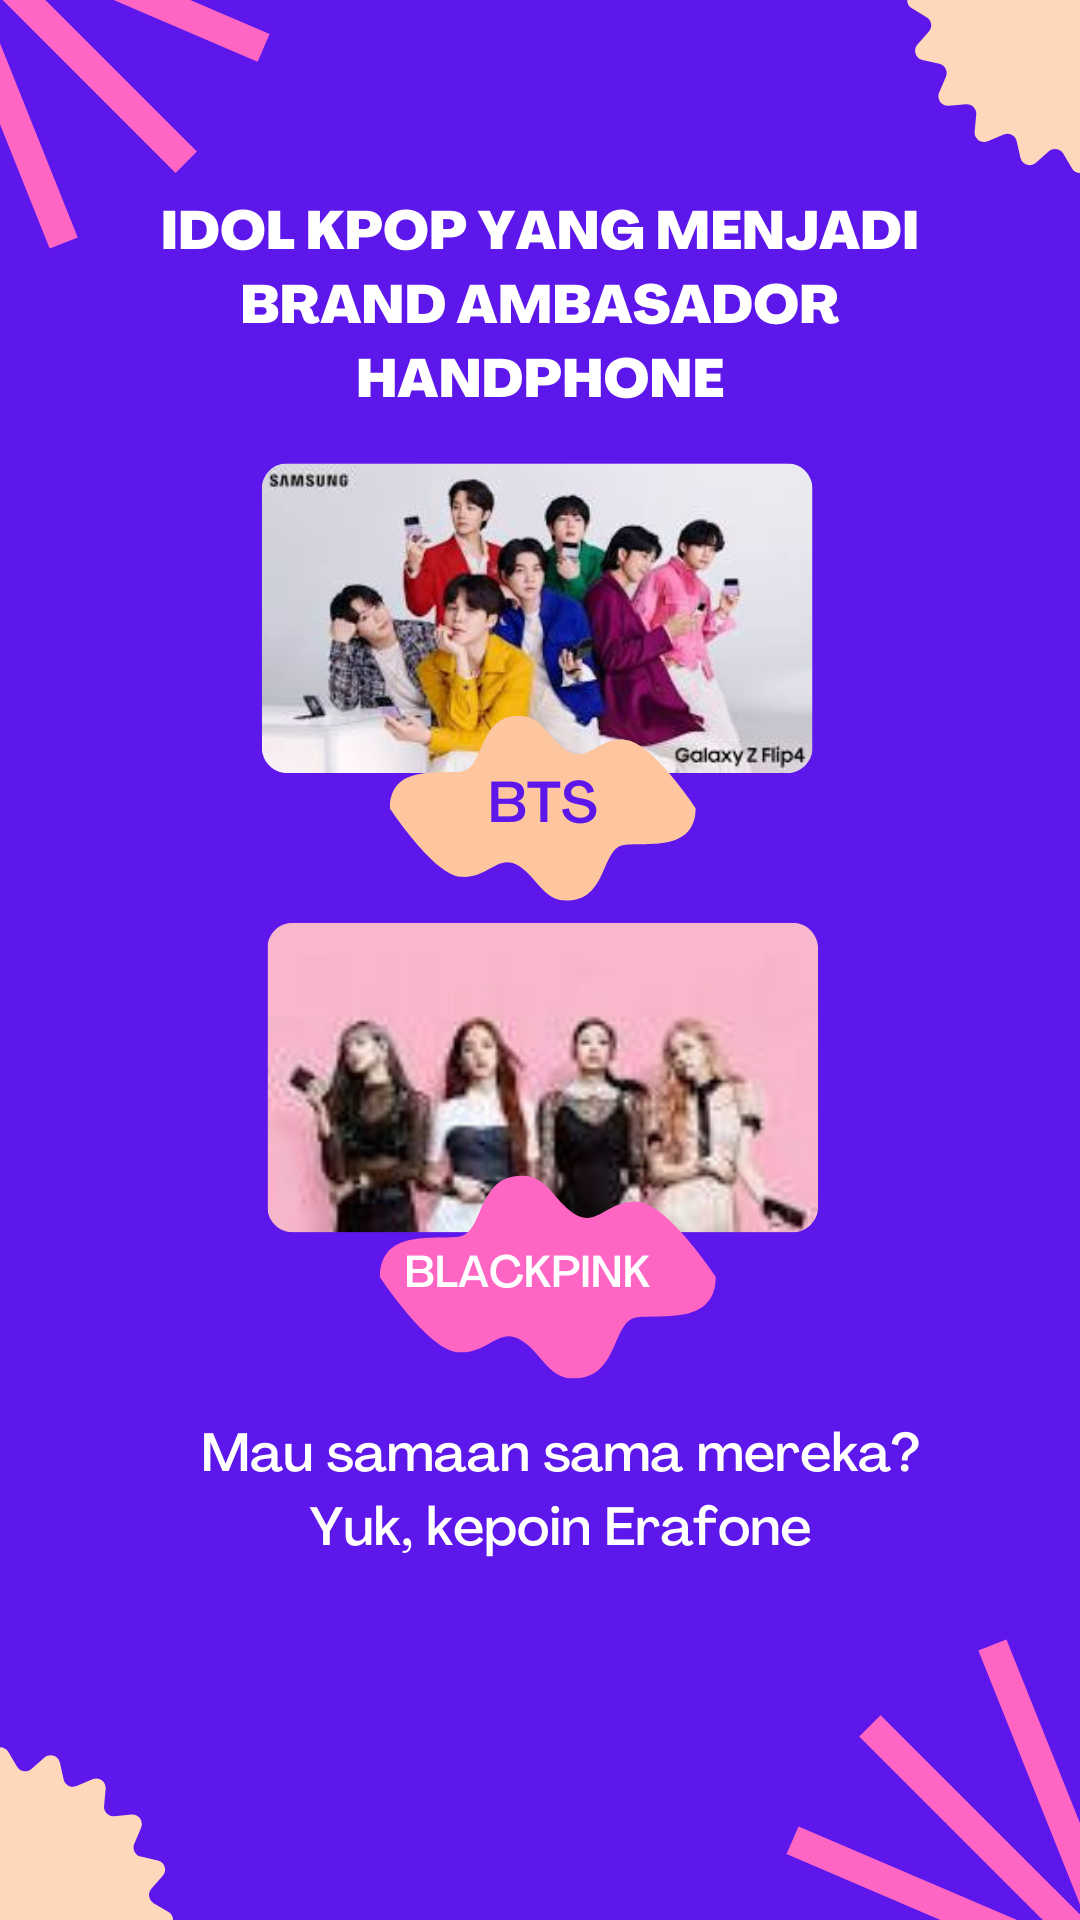 IDOL KPOP YANG MENJADI
BRAND AMBASADOR
HANDPHONE
SAMSUNG
Galaxy Z Flip4
BTS
BLACKPINK
Mau samaan sama mereka?
Yuk, kepoin Erafone